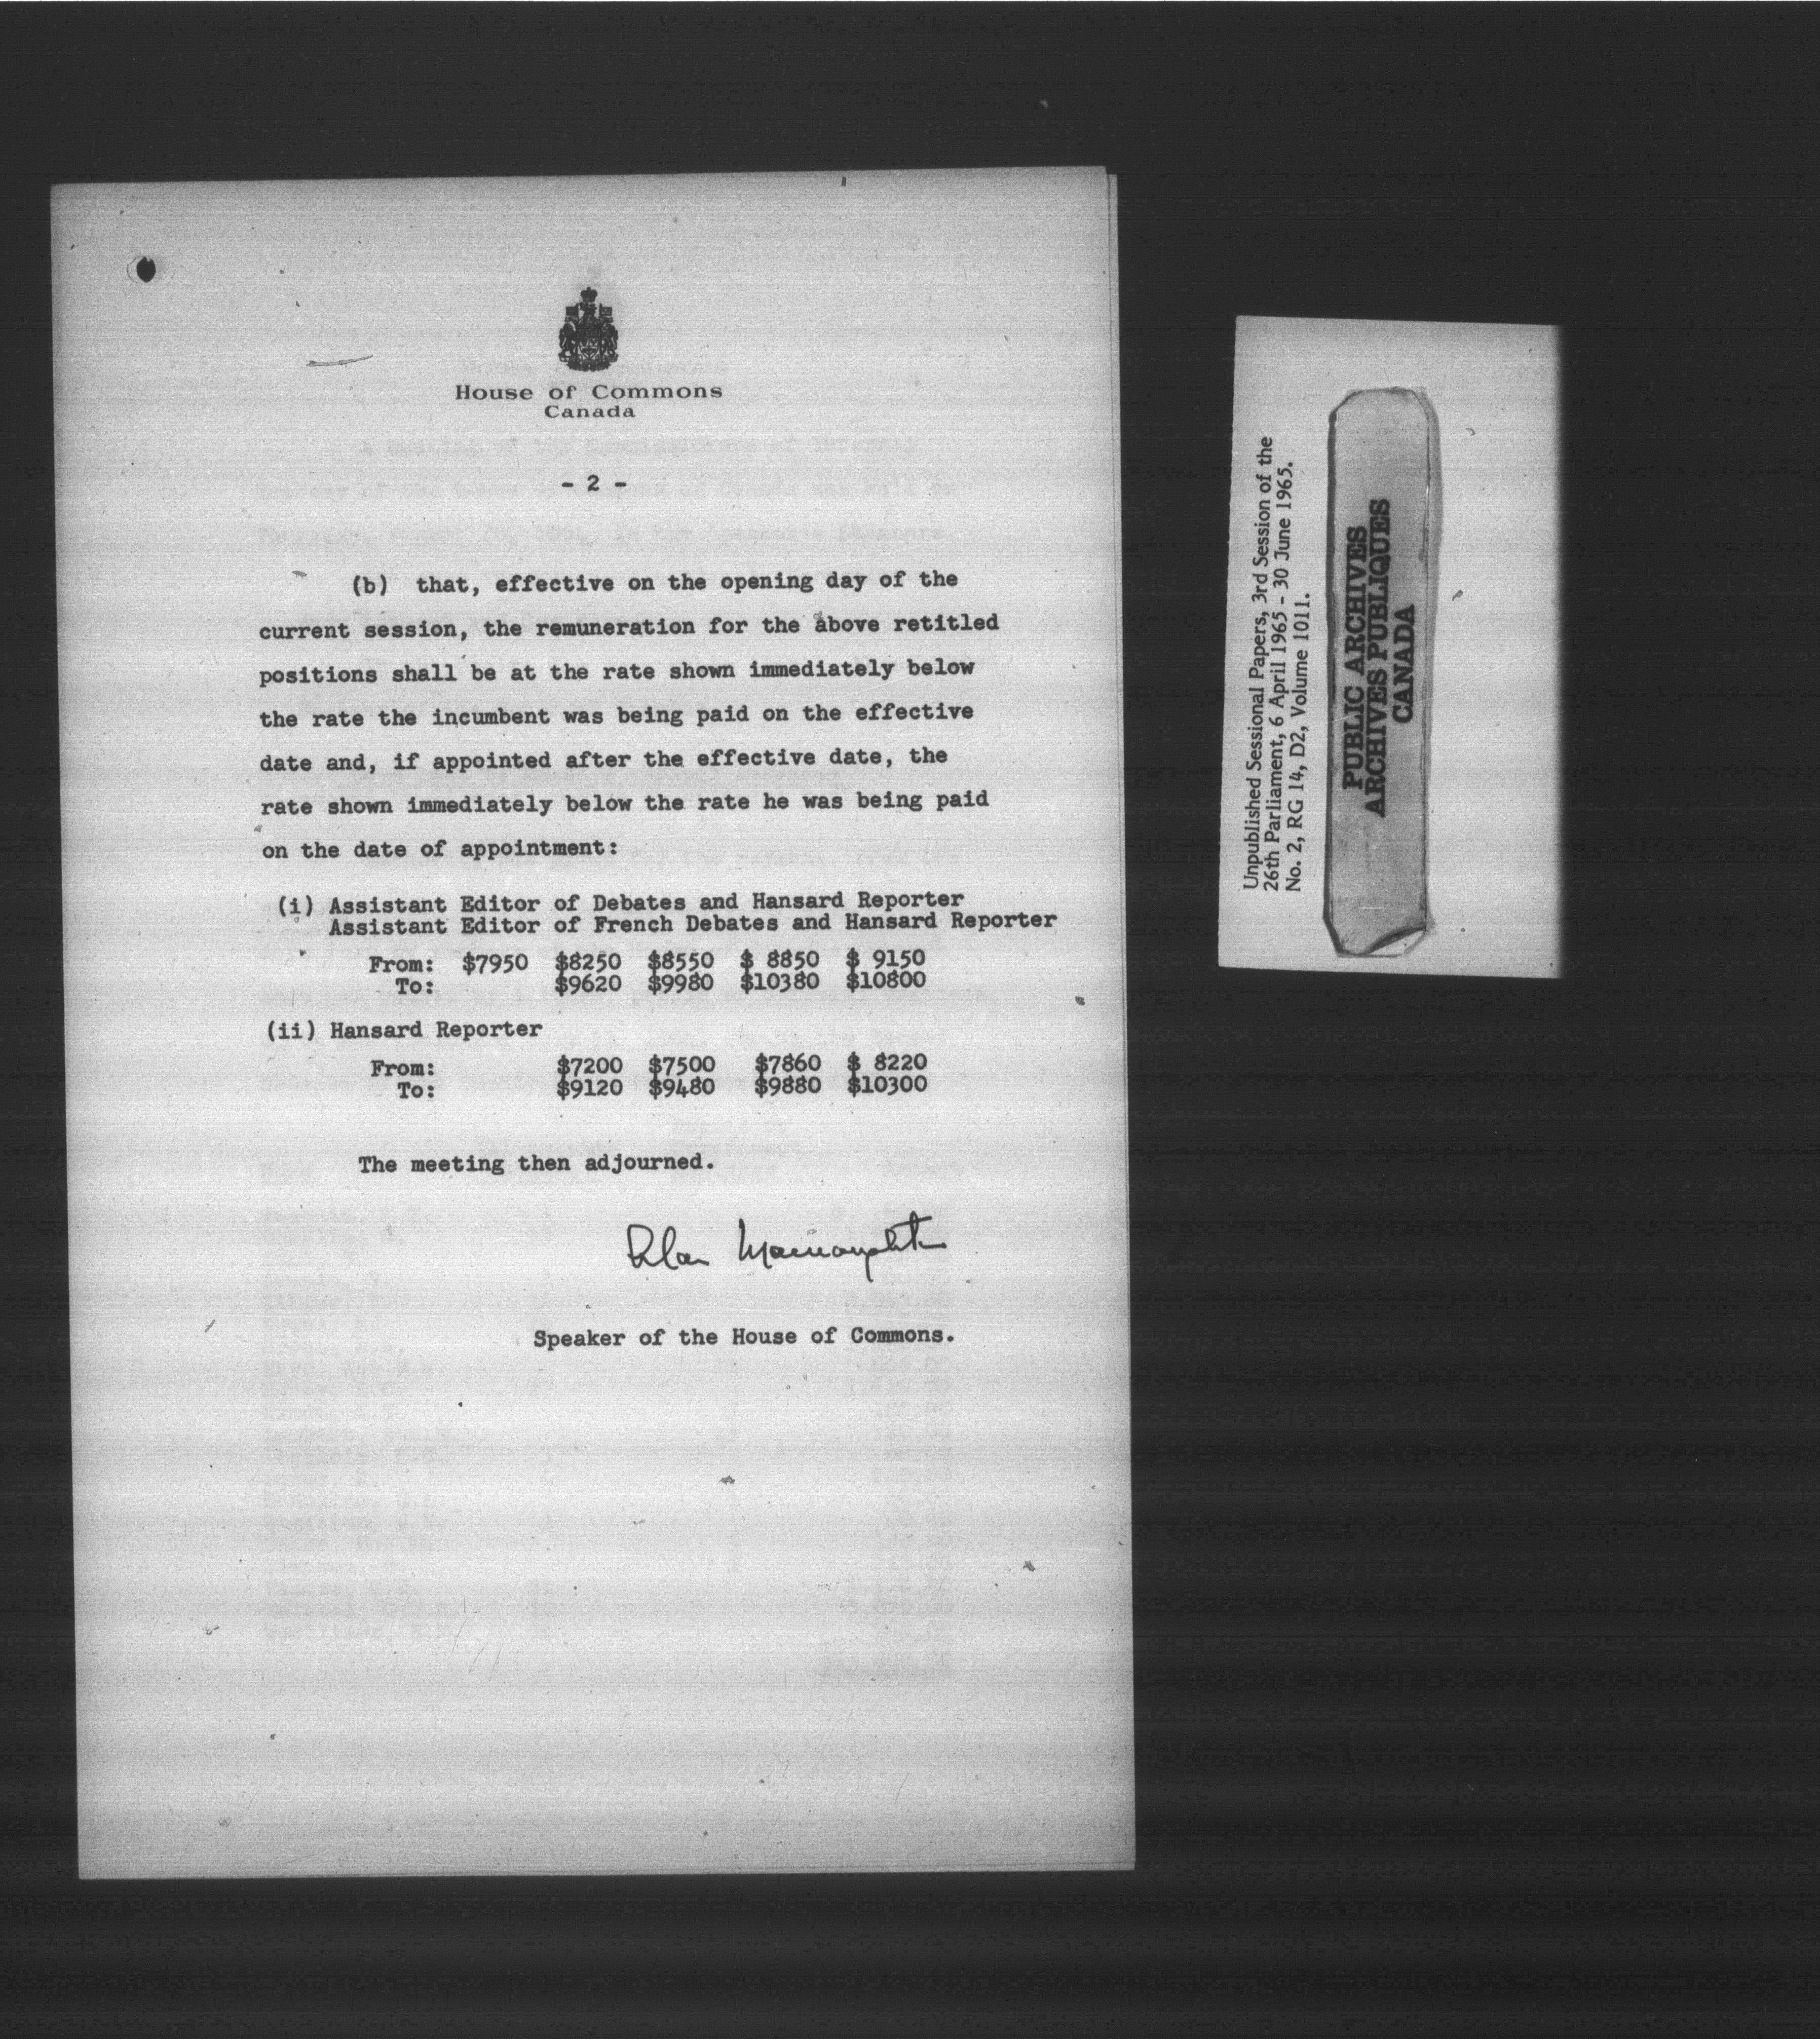 House of Commons
Canada
- 2 -
(b) that, effective on the opening day of the
current session, the remuneration for the above retitled
positions shall be at the rate shown immediately below
the rate the incumbent was being paid on the effective
date and, if appointed after the effective date, the
rate shown immediately below the rate he was being paid
on the date of appointment:
(i) Assistant Editor of Debates and Hansard Reporter
Assistant Editor of French Debates and Hansard Reporter
From: $7950 $8250 $8550 $ 8850 $ 9150
To: $9620 $9980 $10380 $10800
(ii) Hansard Reporter
From: $7200 $7500 $7860 $ 8220
To: $9120 $9480 $9880 $10300
The meeting then adjourned.
Alan Macnaughton
Speaker of the House of Commons.
Unpublished Sessional Papers, 3rd Session of the
26th Parliament, 6 April 1965 - 30 June 1965.
No. 2, RG 14, D2, Volume 1011.
PUBLIC ARCHIVES
ARCHIVES PUBLIQUES
CANADA